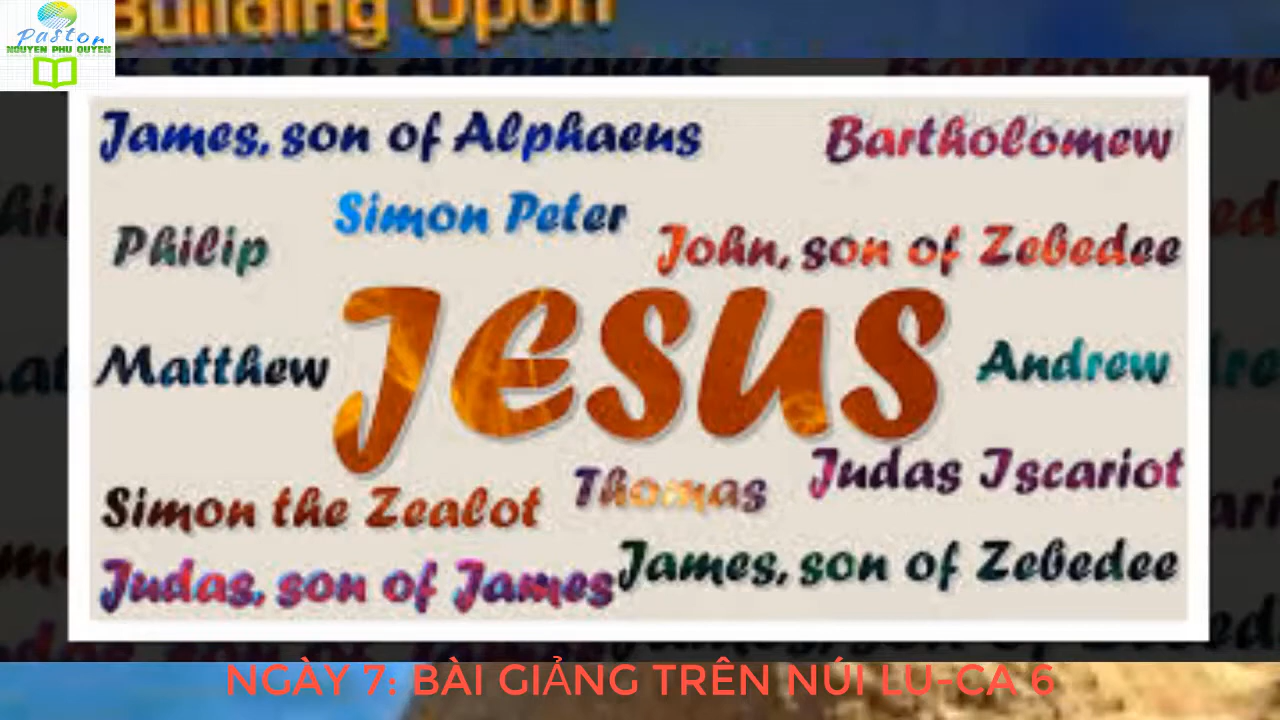 Building Upon
Pastor
NGUYEN PHU QUYEN
James, son of Alphaeus
Bartholomew
Simon Peter
Philip
John, son of Zebedee
JESUS
Matthew
Andrew
Judas Iscariot
Thomas
Simon the Zealot
James, son of Zebedee
Judas, son of James
NGÀY 7: BÀI GIẢNG TRÊN NÚI LU-CA 6